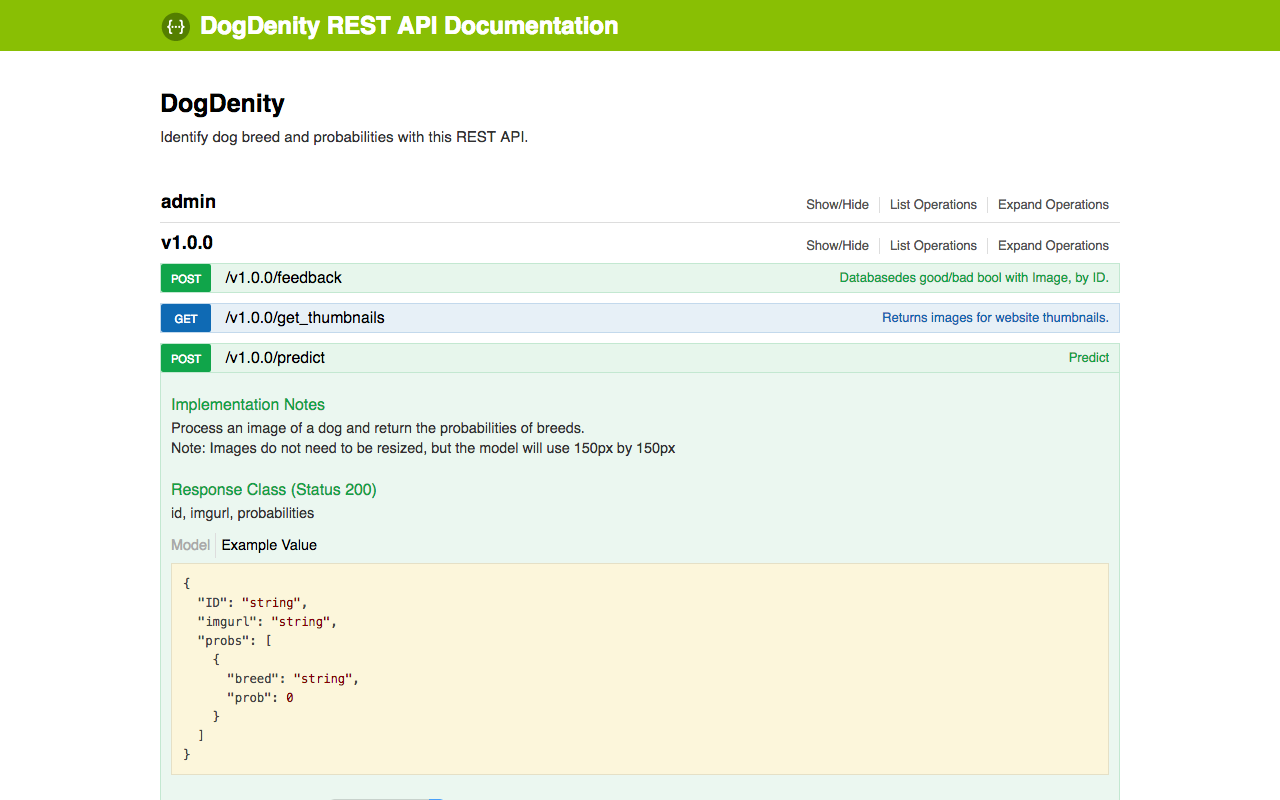 {···} DogDenity REST API Documentation
DogDenity
Identify dog breed and probabilities with this REST API.
admin Show/Hide List Operations Expand Operations
v1.0.0 Show/Hide List Operations Expand Operations
POST /v1.0.0/feedback Databasedes good/bad bool with Image, by ID.
GET /v1.0.0/get_thumbnails Returns images for website thumbnails.
POST /v1.0.0/predict Predict
Implementation Notes
Process an image of a dog and return the probabilities of breeds.
Note: Images do not need to be resized, but the model will use 150px by 150px
Response Class (Status 200)
id, imgurl, probabilities
Model Example Value
{
"ID": "string",
"imgurl": "string",
"probs": [
{
"breed": "string",
"prob": 0
}
]
}